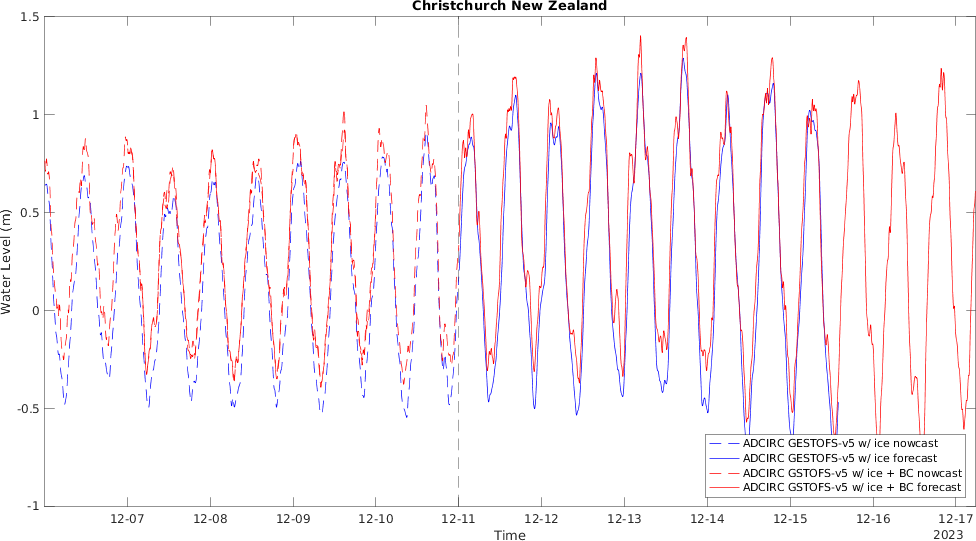 Christchurch New Zealand
1.5
1
0.5
0
-0.5
-1
Water Level (m)
ADCIRC GESTOFS-v5 w/ ice nowcast
ADCIRC GESTOFS-v5 w/ ice forecast
ADCIRC GSTOFS-v5 w/ ice + BC nowcast
ADCIRC GSTOFS-v5 w/ ice + BC forecast
12-07 12-08 12-09 12-10 12-11 12-12 12-13 12-14 12-15 12-16 12-17
Time
2023